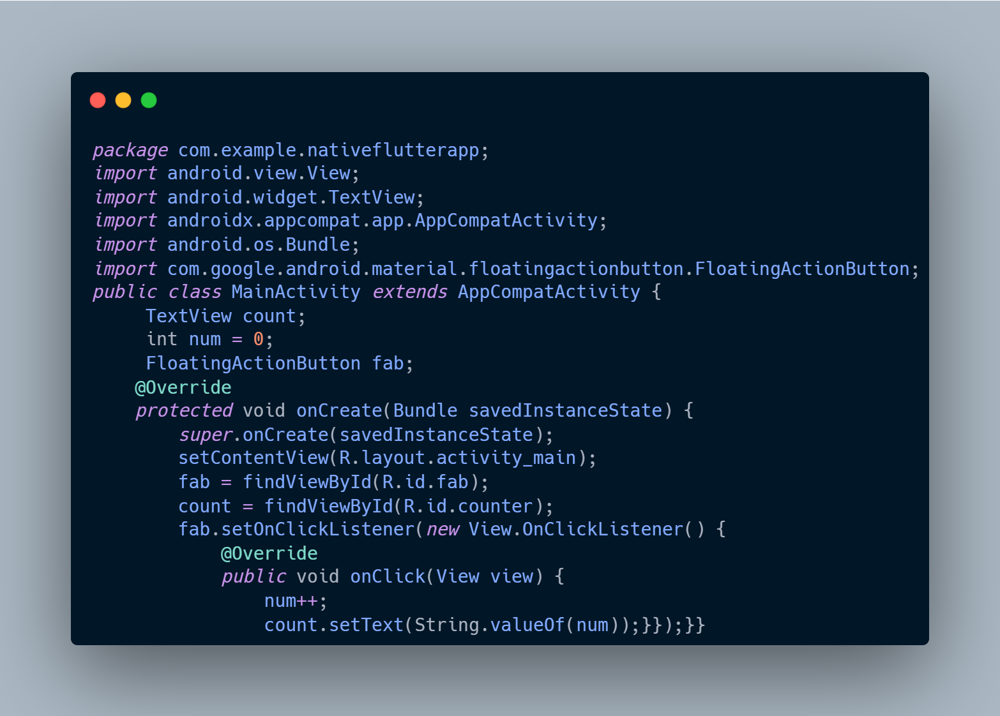 package com.example.nativeflutterapp;
import android.view.View;
import android.widget.TextView;
import androidx.appcompat.app.AppCompatActivity;
import android.os.Bundle;
import com.google.android.material.floatingactionbutton.FloatingActionButton;
public class MainActivity extends AppCompatActivity {
     TextView count;
     int num = 0;
     FloatingActionButton fab;
    @Override
    protected void onCreate(Bundle savedInstanceState) {
        super.onCreate(savedInstanceState);
        setContentView(R.layout.activity_main);
        fab = findViewById(R.id.fab);
        count = findViewById(R.id.counter);
        fab.setOnClickListener(new View.OnClickListener() {
            @Override
            public void onClick(View view) {
                num++;
                count.setText(String.valueOf(num));}});}}